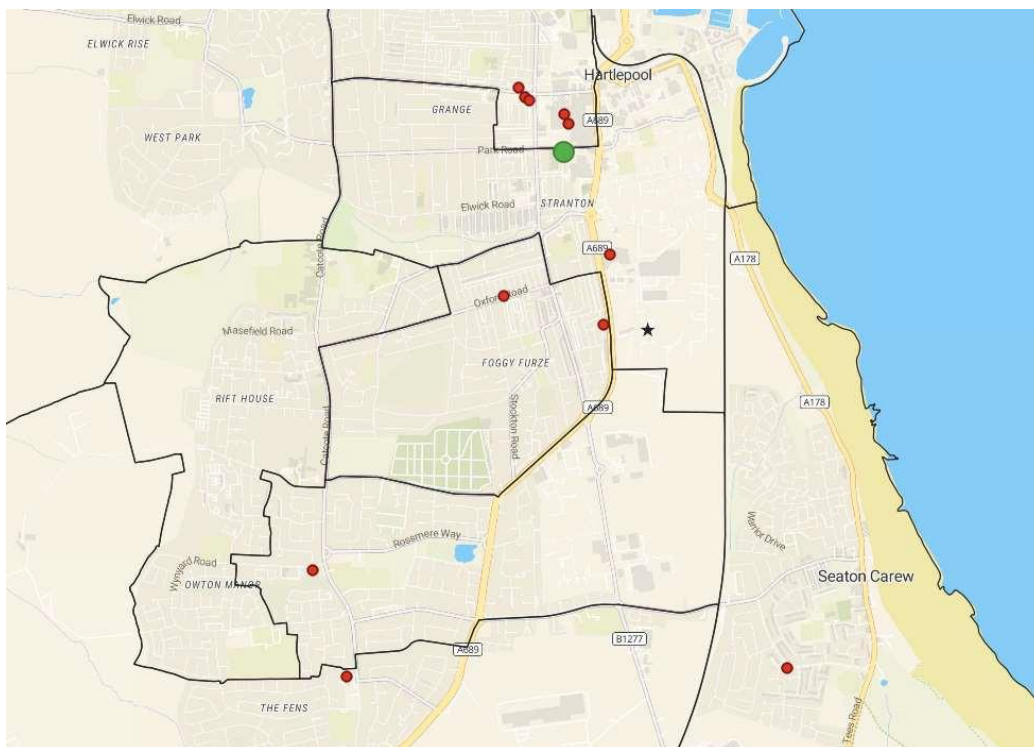 Elwick Road
ELWICK RISE
Hartlepool
GRANGE
A689
WEST PARK
Park Road
Elwick Road
STRANTON
Catcote Road
A689
A178
Oxford Road
Masefield Road
FOGGY FURZE
RIFT HOUSE
Stockton Road
A178
A689
Catcote Road
Warrior Drive
Rossmere Way
Wynyard Road
OWTON MANOR
Seaton Carew
B1277
A689
THE FENS
Tees Road